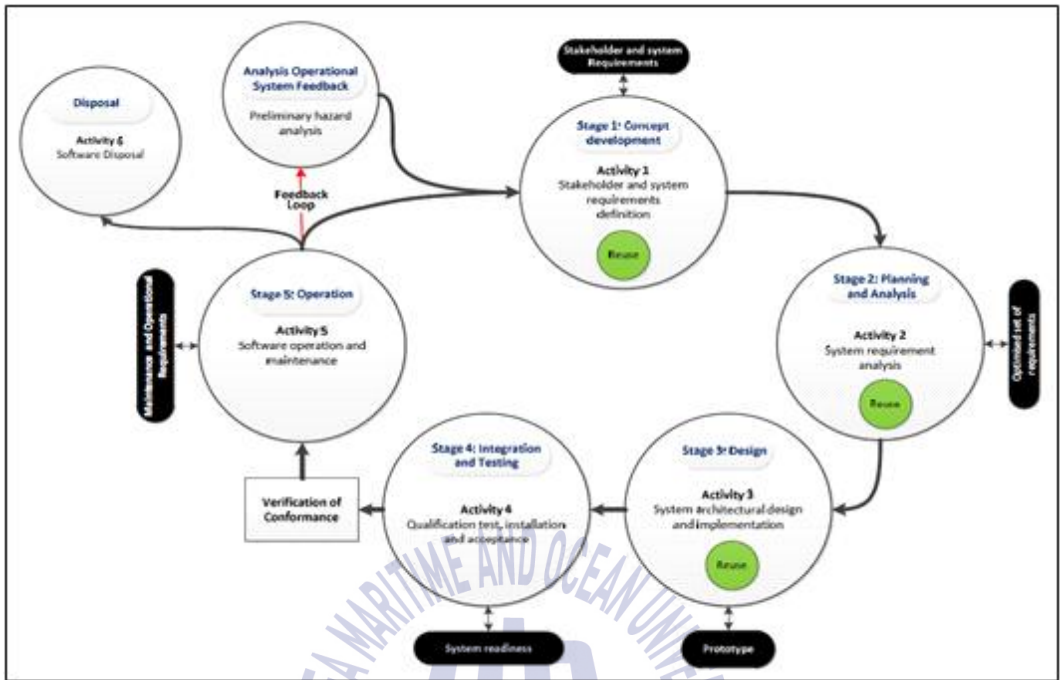 Stakeholder and system
Requirements
Analysis Operational
System Feedback
Preliminary hazard
analysis
Disposal
Activity 6
Software Disposal
Feedback
Loop
Stage 1: Concept
development
Activity 1
Stakeholder and system
requirements
definition
Reuse
Stage 2: Planning
and Analysis
Activity 2
System requirement
analysis
Reuse
Optimised set of
requirements
Stage 3: Design
Activity 3
System architectural design
and implementation
Reuse
Prototype
Stage 4: Integration
and Testing
Activity 4
Qualification test, installation
and acceptance
System readiness
Verification of
Conformance
Stage 5: Operation
Activity 5
Software operation and
maintenance
Maintenance and Operational
Requirements
EA MARITIME AND OCEAN UNIVE